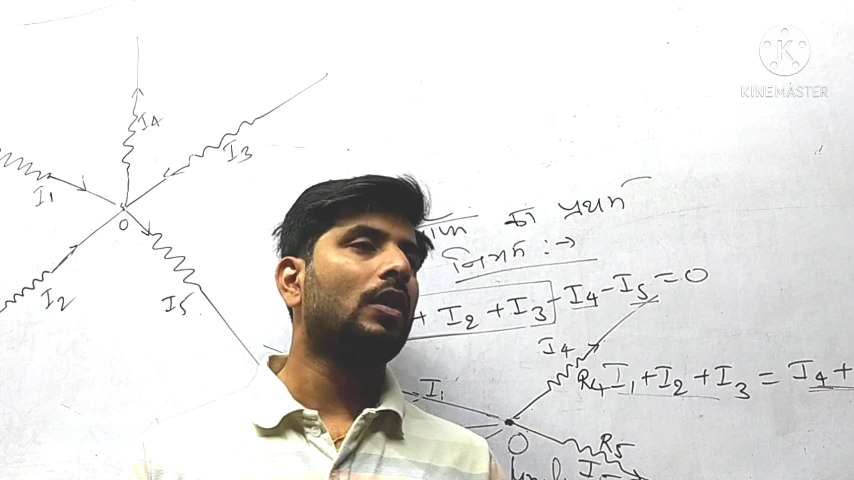 K
KINEMASTER
I4
I3
I1
O
I2
I5
का प्रथम
नियम :→
+ I2 + I3 - I4 - I5 = 0
I4
R4
I1 + I2 + I3 = I4 +
I1
O
R5